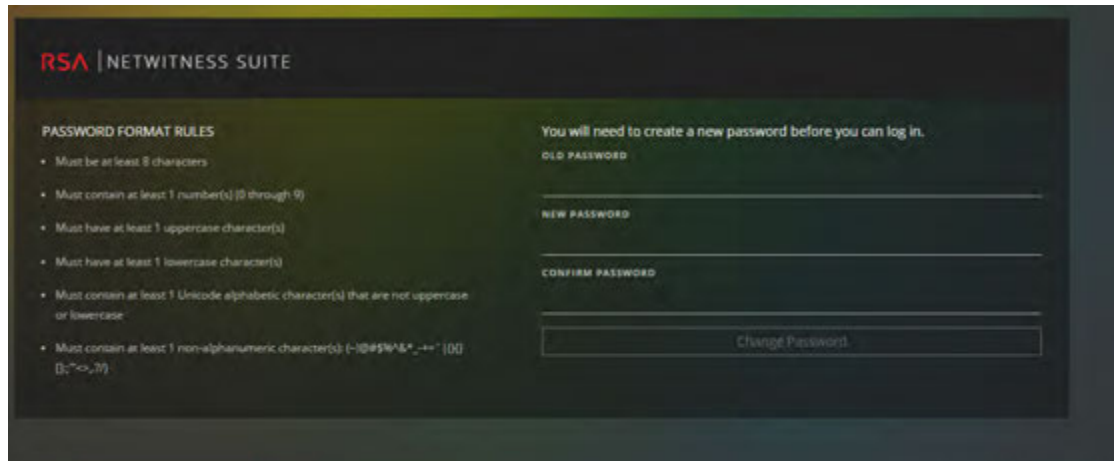 RSA | NETWITNESS SUITE
PASSWORD FORMAT RULES
• Must be at least 8 characters
• Must contain at least 1 number(s) (0 through 9)
• Must have at least 1 uppercase character(s)
• Must have at least 1 lowercase character(s)
• Must contain at least 1 Unicode alphabetic character(s) that are not uppercase
or lowercase
• Must contain at least 1 non-alphanumeric character(s):
You will need to create a new password before you can log in.
OLD PASSWORD
NEW PASSWORD
CONFIRM PASSWORD
Change Password